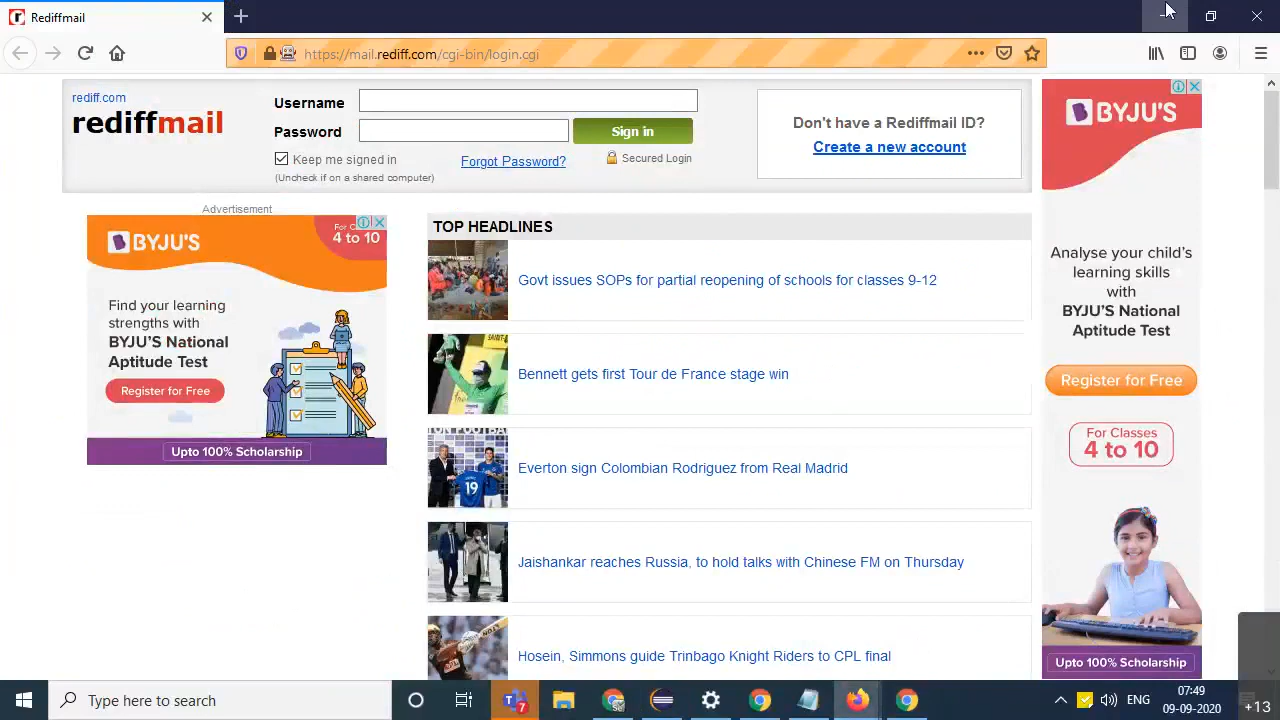 Rediffmail
https://mail.rediff.com/cgi-bin/login.cgi
rediff.com
rediffmail
Username
Password
Sign in
Keep me signed in
(Uncheck if on a shared computer)
Forgot Password?
Secured Login
Don't have a Rediffmail ID?
Create a new account
Advertisement
BYJU'S
For C
4 to 10
Find your learning
strengths with
BYJU'S National
Aptitude Test
Register for Free
Upto 100% Scholarship
TOP HEADLINES
Govt issues SOPs for partial reopening of schools for classes 9-12
Bennett gets first Tour de France stage win
Everton sign Colombian Rodriguez from Real Madrid
19
Jaishankar reaches Russia, to hold talks with Chinese FM on Thursday
Hosein, Simmons guide Trinbago Knight Riders to CPL final
BYJU'S
Analyse your child's
learning skills
with
BYJU'S National
Aptitude Test
Register for Free
For Classes
4 to 10
Upto 100% Scholarship
Type here to search
7
ENG
07:49
09-09-2020
+13